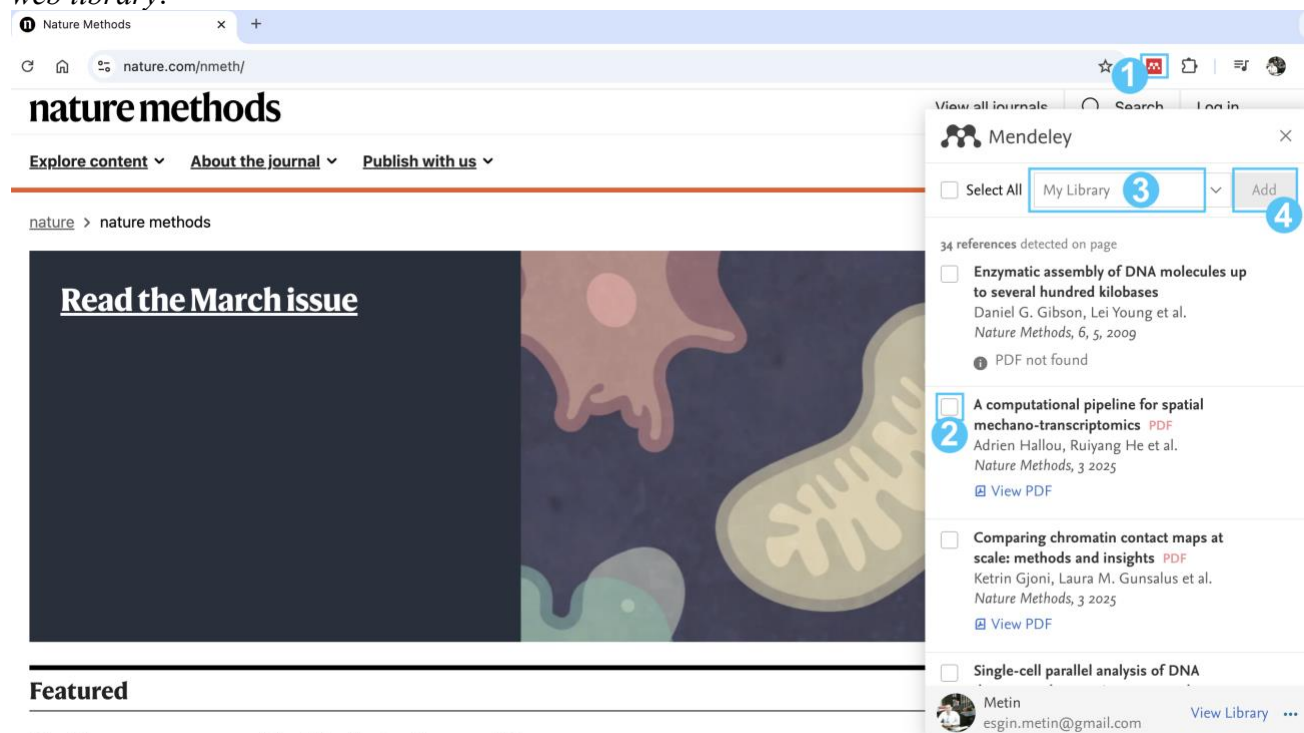 web library.
n Nature Methods × +
nature.com/nmeth/
1
nature methods
View all journals Search Log in
Explore content About the journal Publish with us
nature > nature methods
Read the March issue
Featured
Mendeley ×
Select All My Library 3 Add
4
34 references detected on page
Enzymatic assembly of DNA molecules up
to several hundred kilobases
Daniel G. Gibson, Lei Young et al.
Nature Methods, 6, 5, 2009
PDF not found
2
A computational pipeline for spatial
mechano-transcriptomics PDF
Adrien Hallou, Ruiyang He et al.
Nature Methods, 3 2025
View PDF
Comparing chromatin contact maps at
scale: methods and insights PDF
Ketrin Gjoni, Laura M. Gunsalus et al.
Nature Methods, 3 2025
View PDF
Single-cell parallel analysis of DNA
Metin
esgin.metin@gmail.com
View Library ...